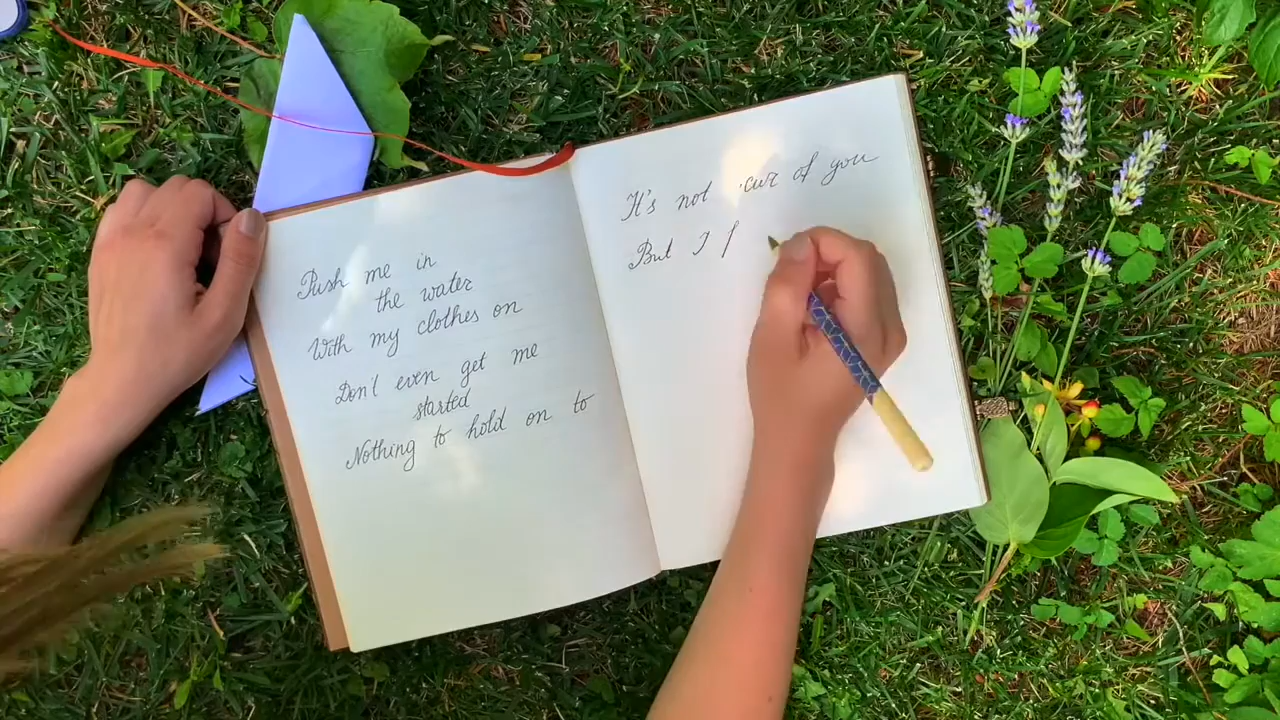 Push me in
the water
With my clothes on
Don't even get me
started
Nothing to hold on to
It's not 'cuz of you
But I f